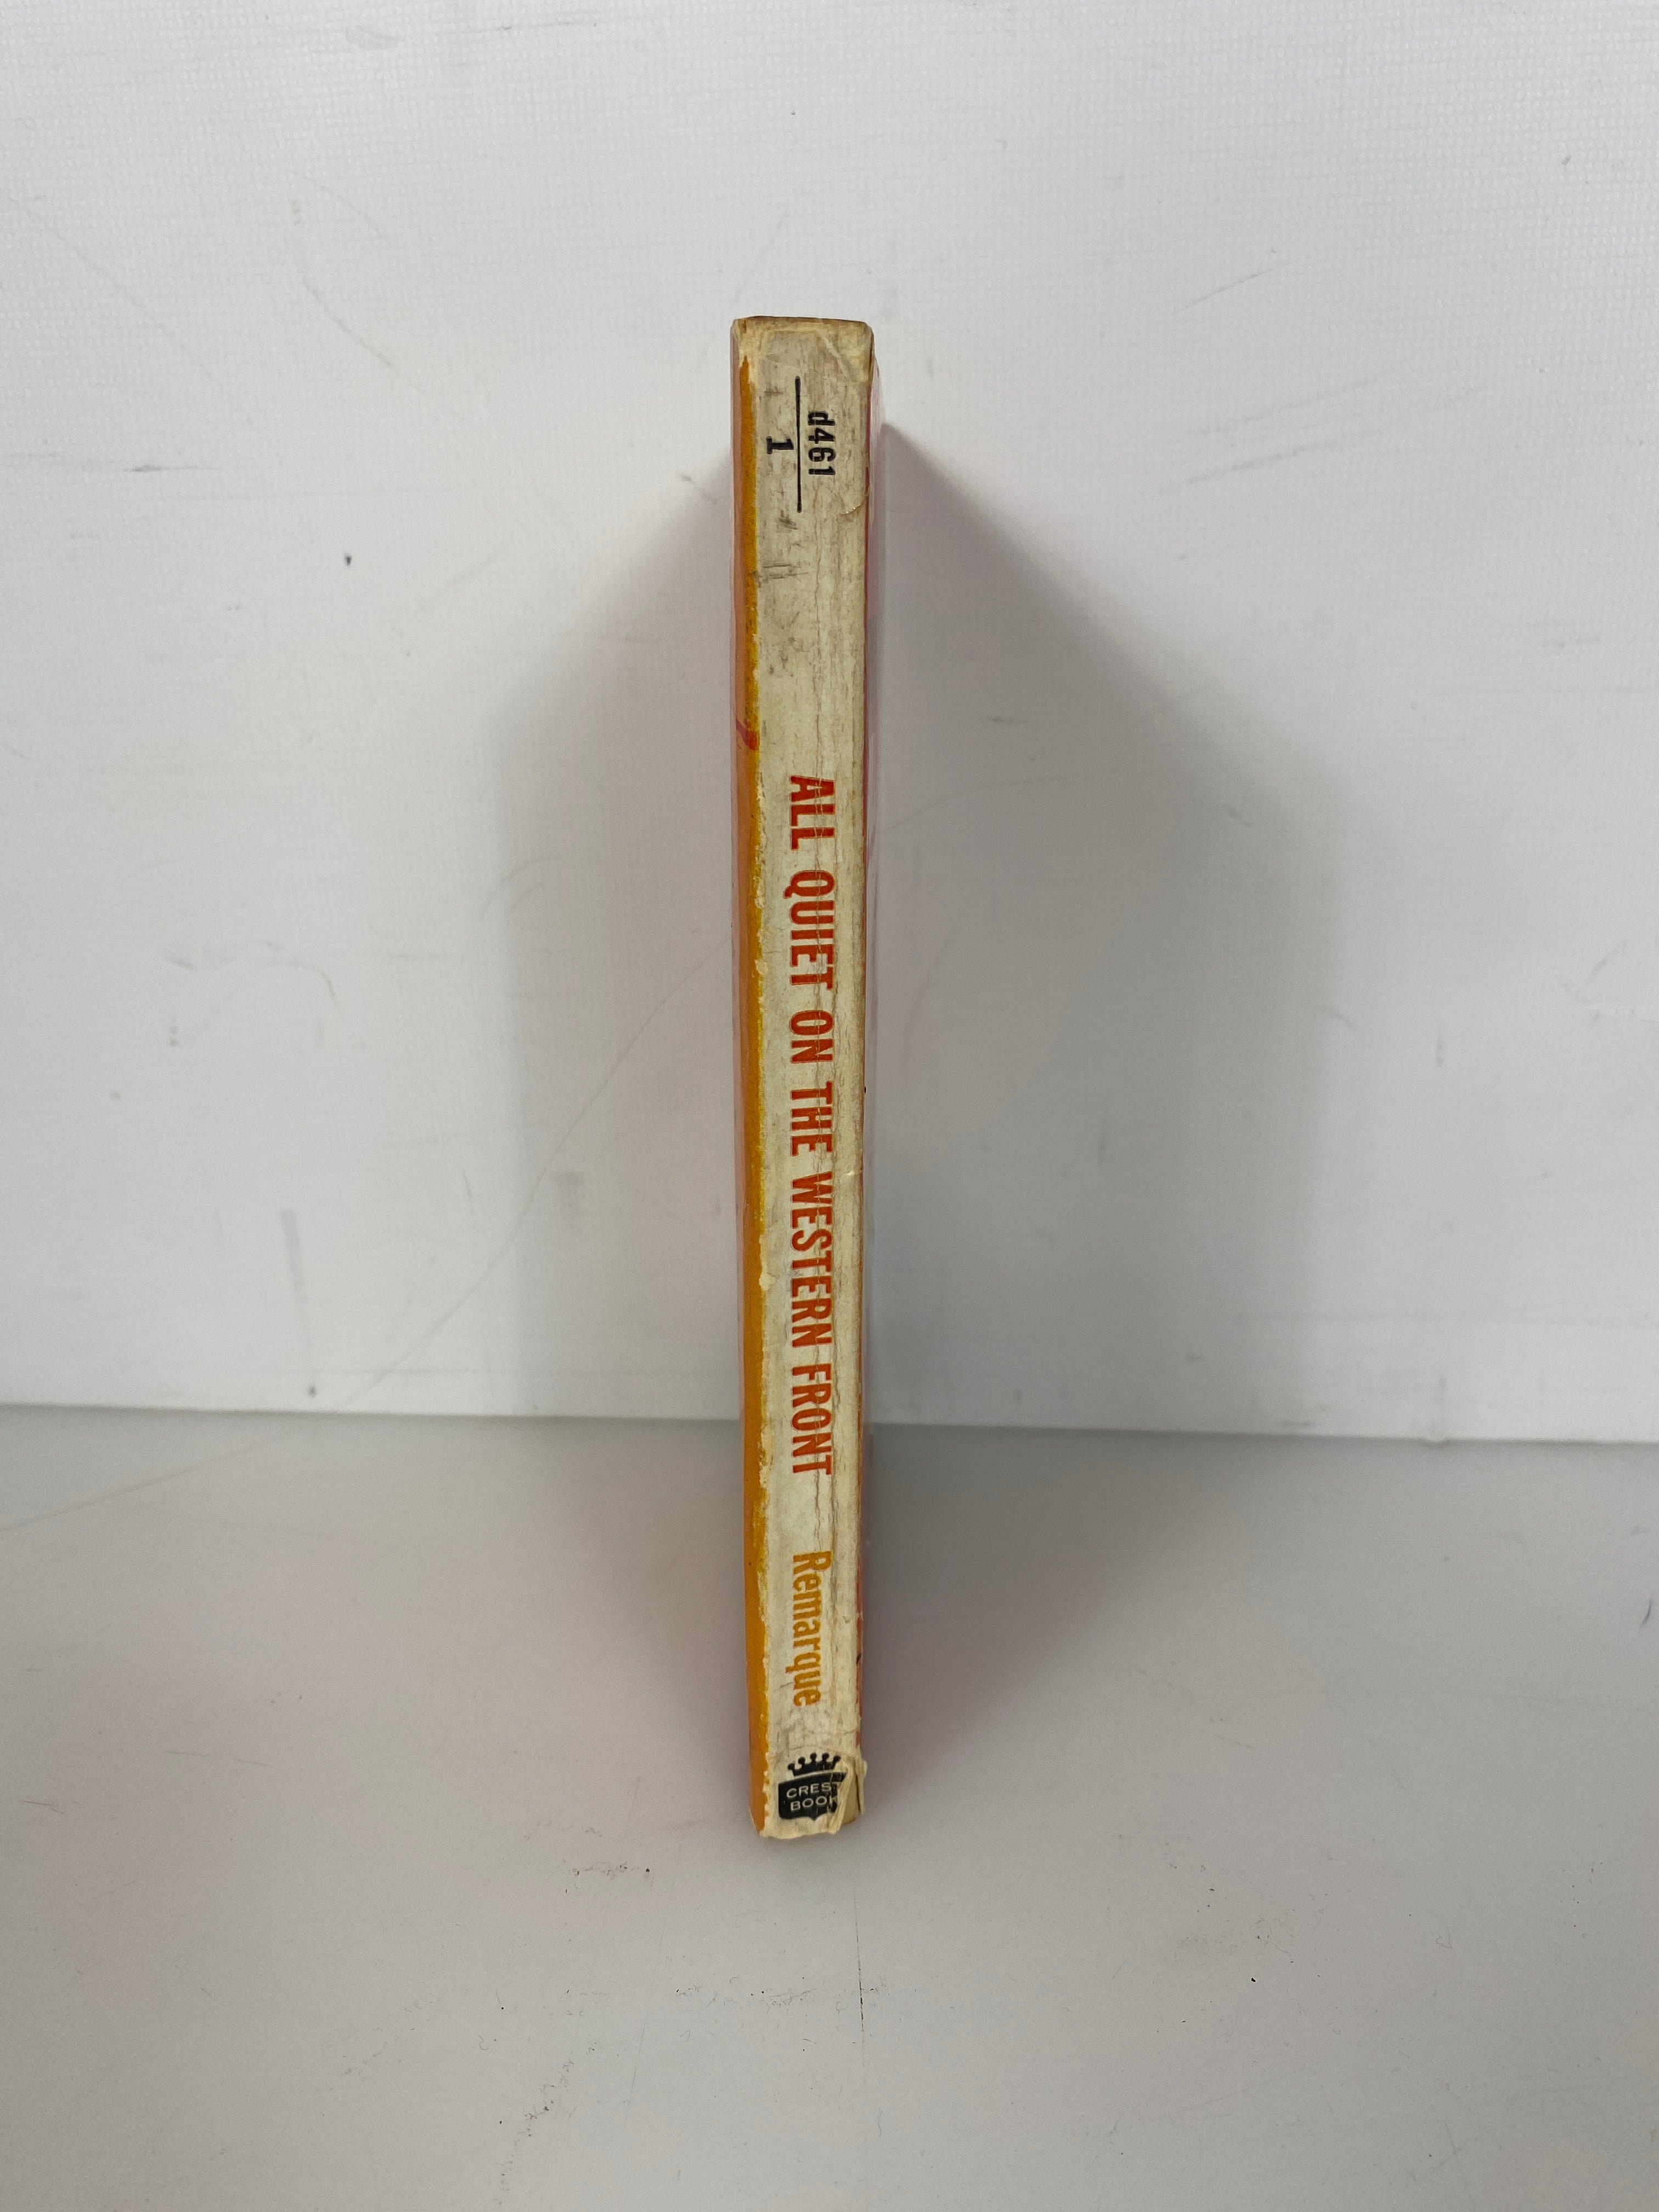 d461
1
ALL QUIET ON THE WESTERN FRONT Remarque
CREST
BOOK